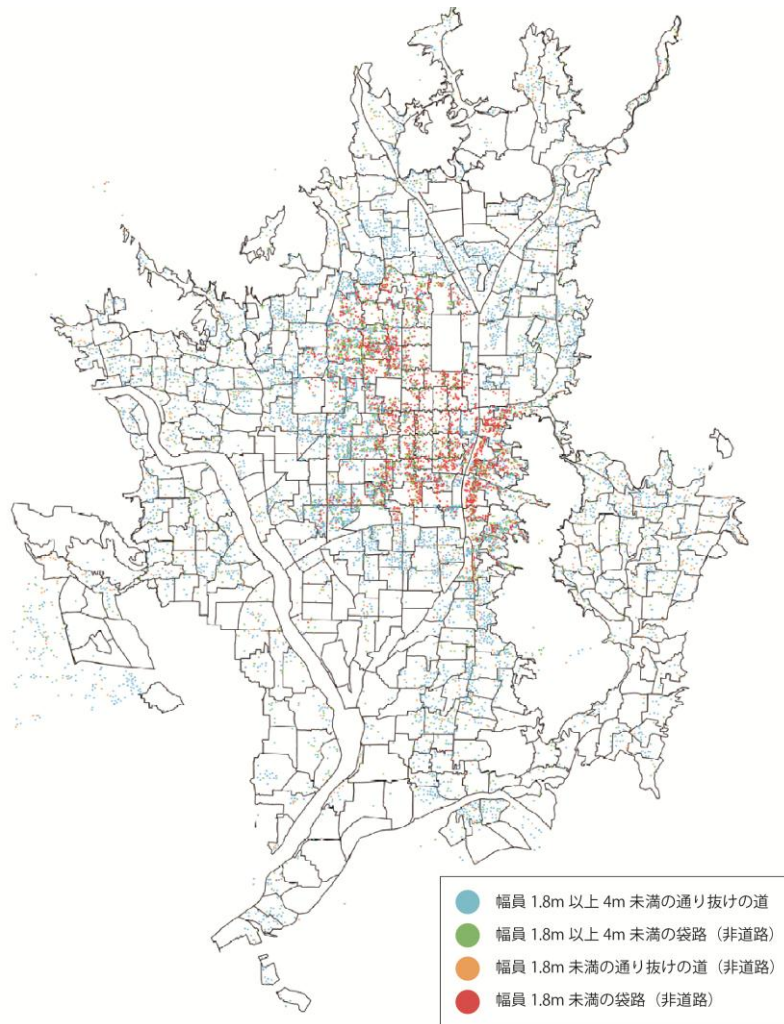 幅員 1.8m 以上 4m 未満の通り抜けの道
幅員 1.8m 以上 4m 未満の袋路（非道路）
幅員 1.8m 未満の通り抜けの道（非道路）
幅員 1.8m 未満の袋路（非道路）